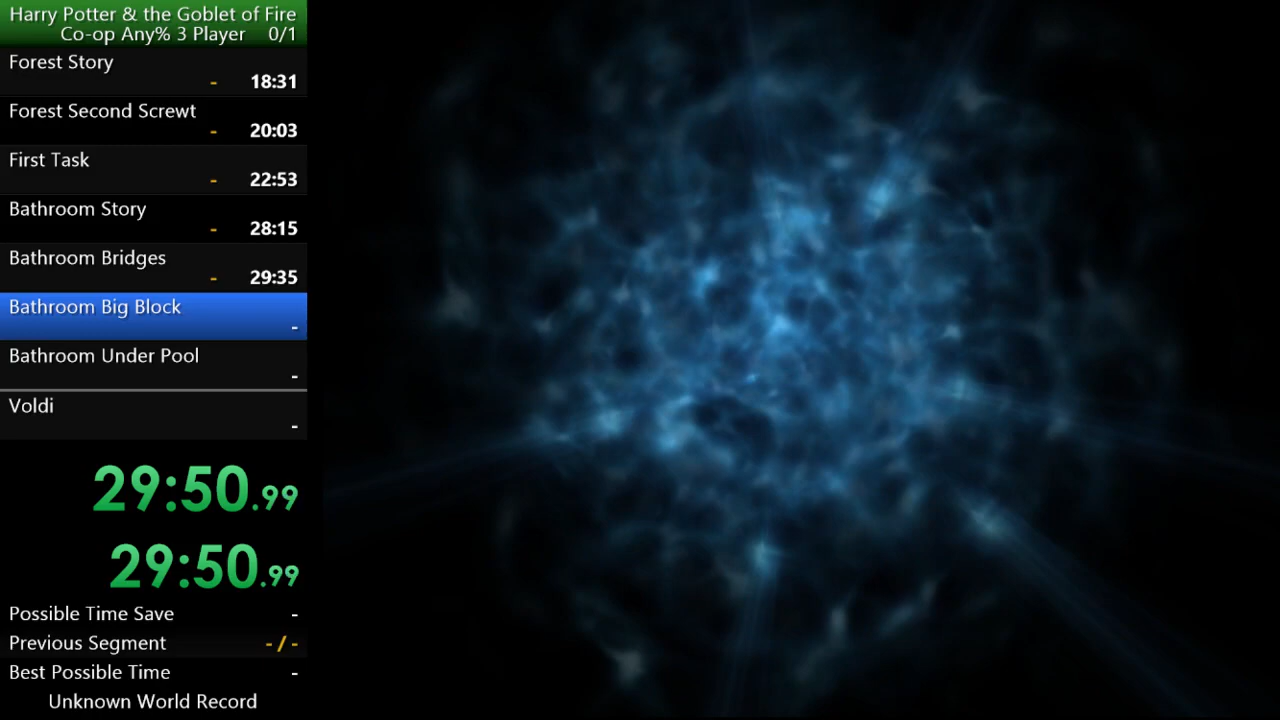 Harry Potter & the Goblet of Fire
Co-op Any% 3 Player 0/1
Forest Story
- 18:31
Forest Second Screwt
- 20:03
First Task
- 22:53
Bathroom Story
- 28:15
Bathroom Bridges
- 29:35
Bathroom Big Block
-
Bathroom Under Pool
-
Voldi
-
29:50.99
29:50.99
Possible Time Save -
Previous Segment - / -
Best Possible Time -
Unknown World Record